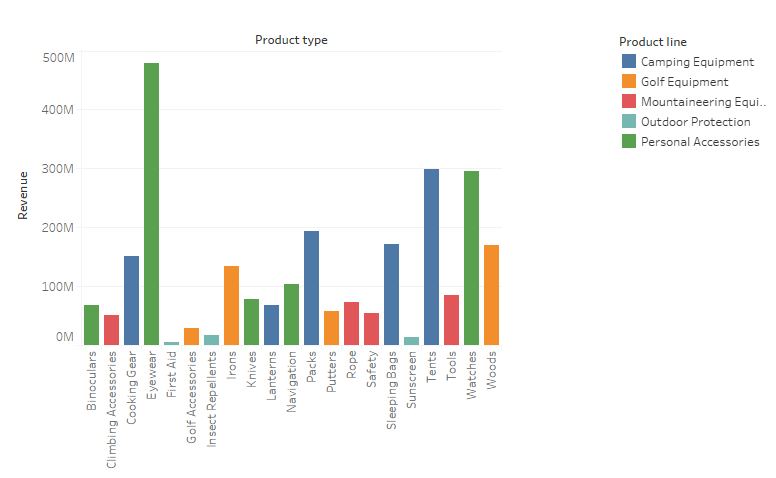 Product type
Product line
Camping Equipment
Golf Equipment
Mountaineering Equi..
Outdoor Protection
Personal Accessories
Revenue
500M
400M
300M
200M
100M
0M
Binoculars
Climbing Accessories
Cooking Gear
Eyewear
First Aid
Golf Accessories
Insect Repellents
Irons
Knives
Lanterns
Navigation
Packs
Putters
Rope
Safety
Sleeping Bags
Sunscreen
Tents
Tools
Watches
Woods